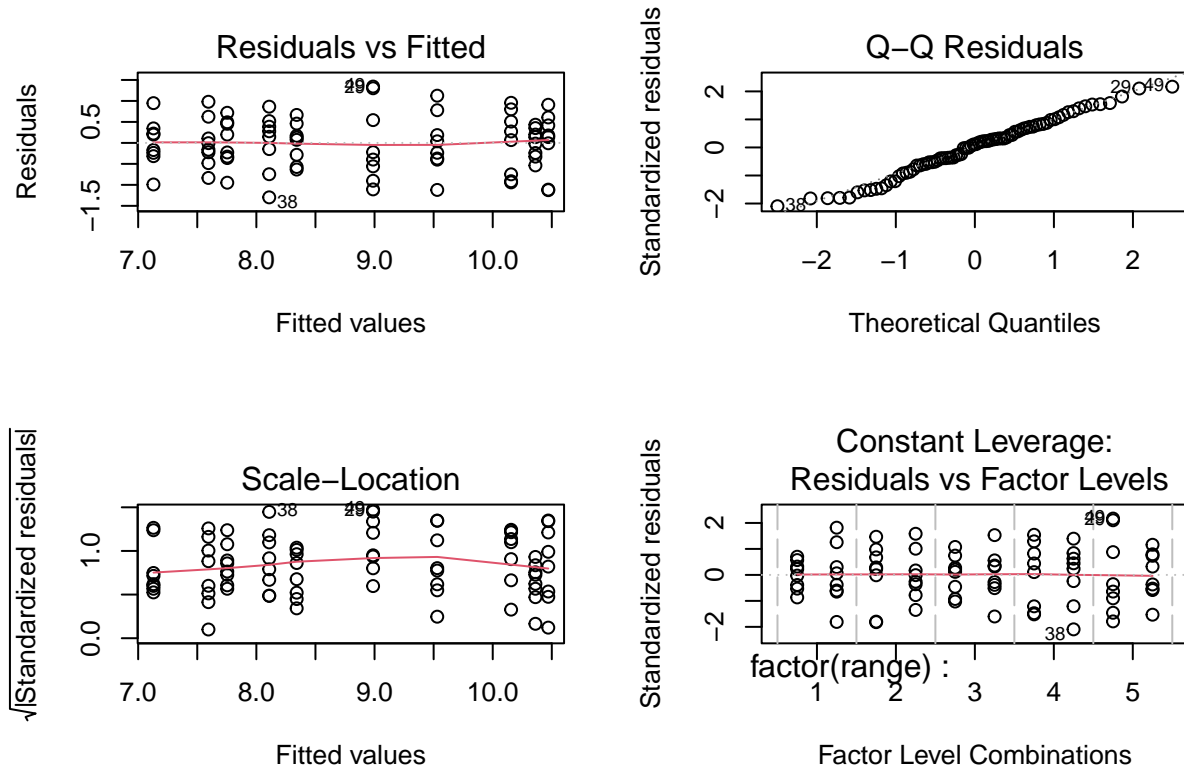 Residuals vs Fitted
Residuals
0.5
−1.5
49
38
7.0 8.0 9.0 10.0
Fitted values
Q−Q Residuals
Standardized residuals
2
0
−2
29 49
38
−2 −1 0 1 2
Theoretical Quantiles
Scale−Location
√|Standardized residuals|
1.0
0.0
38
49
7.0 8.0 9.0 10.0
Fitted values
Constant Leverage:
Residuals vs Factor Levels
Standardized residuals
2
0
−2
49
38
factor(range) :
1 2 3 4 5
Factor Level Combinations